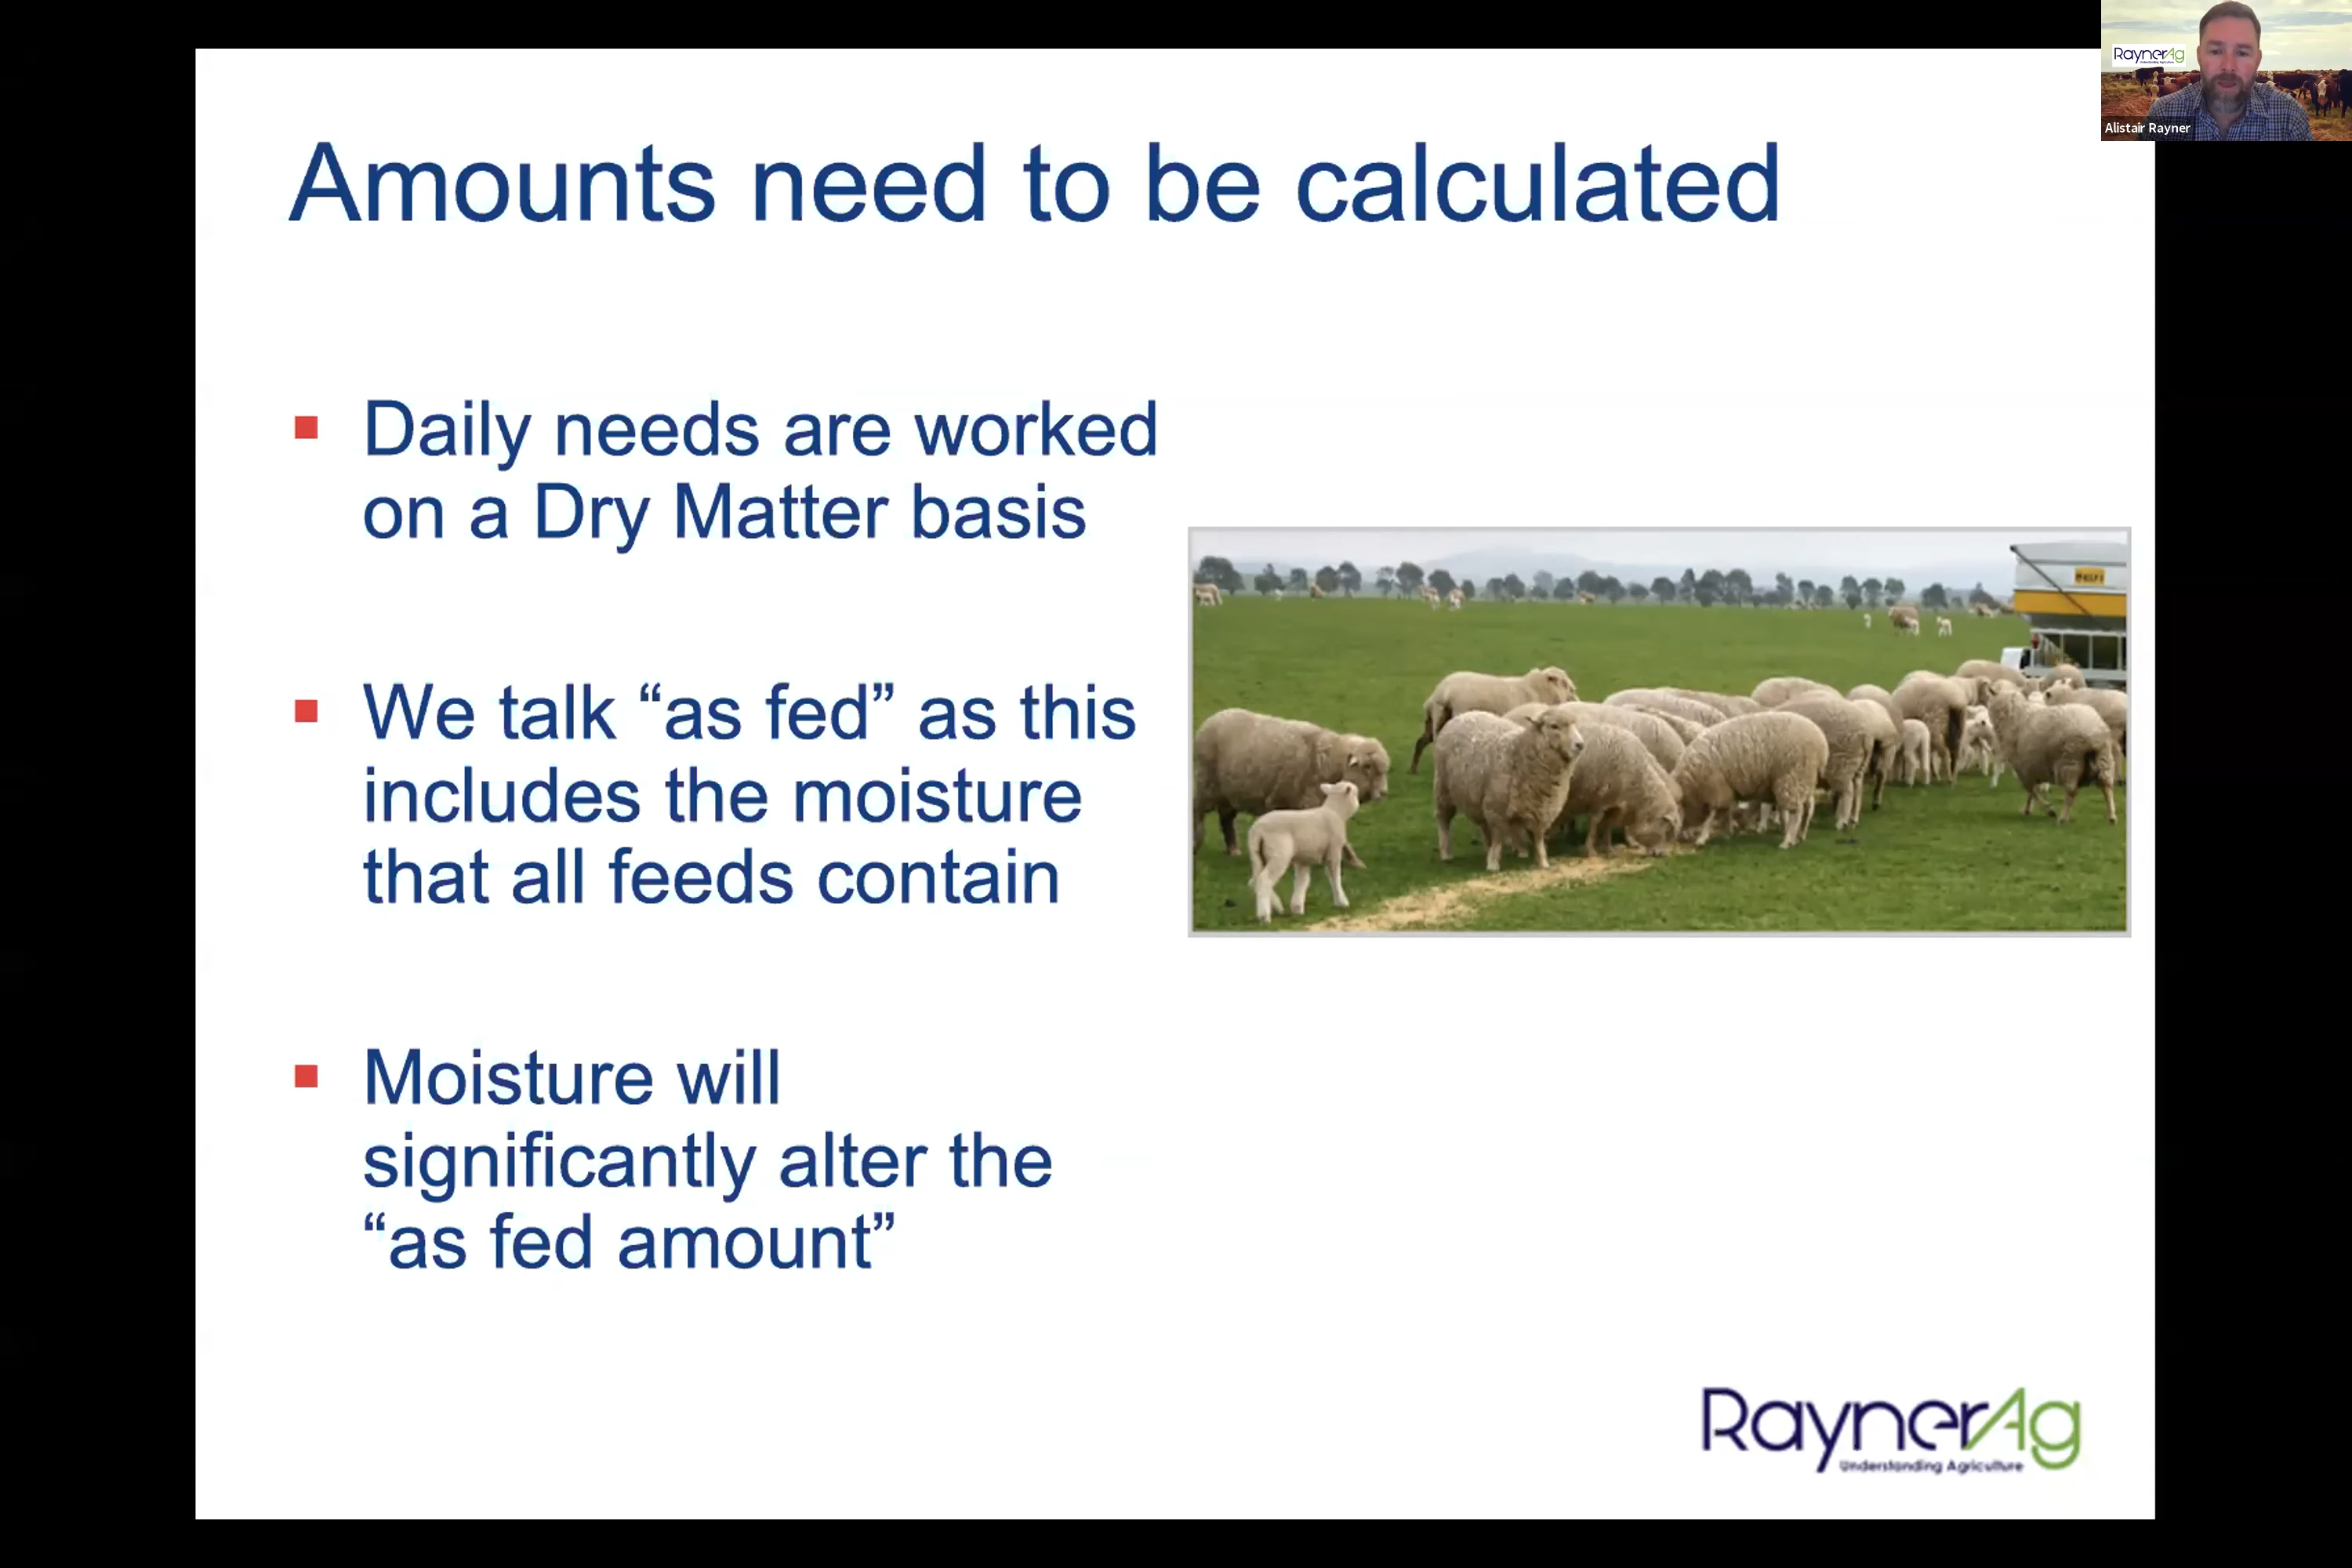 RaynerAg
Alistair Rayner
Amounts need to be calculated
Daily needs are worked
on a Dry Matter basis
We talk “as fed” as this
includes the moisture
that all feeds contain
Moisture will
significantly alter the
“as fed amount”
RaynerAg
Understanding Agriculture